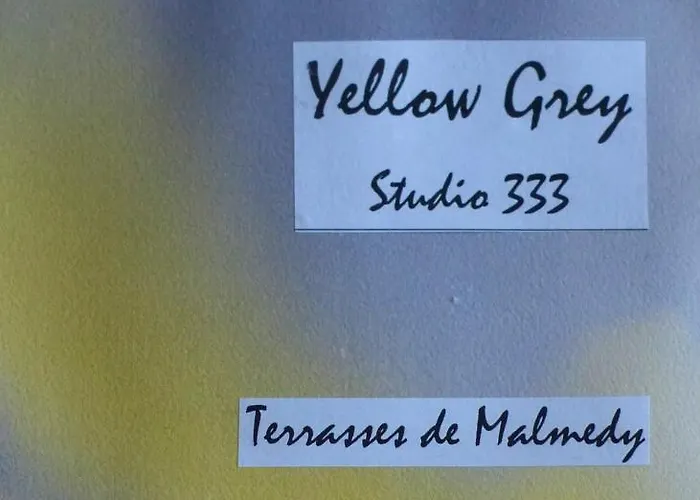 Yellow Grey
Studio 333
Terrasses de Malmedy